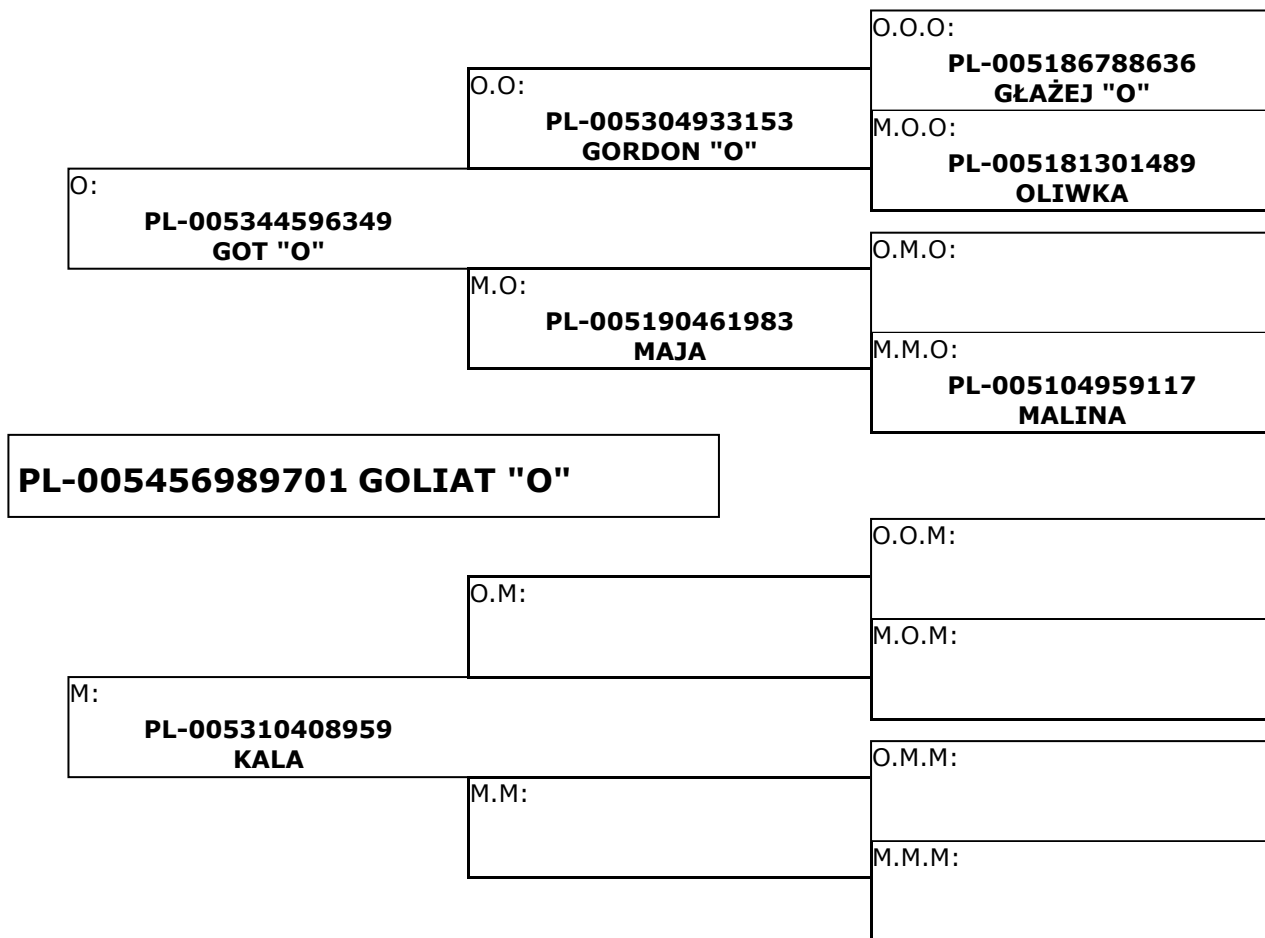 O.O.O:
PL-005186788636
GŁAŻEJ "O"
O.O:
PL-005304933153
GORDON "O"
M.O.O:
PL-005181301489
OLIWKA
O:
PL-005344596349
GOT "O"
O.M.O:
M.O:
PL-005190461983
MAJA
M.M.O:
PL-005104959117
MALINA
PL-005456989701 GOLIAT "O"
O.O.M:
O.M:
M.O.M:
M:
PL-005310408959
KALA
O.M.M:
M.M:
M.M.M: